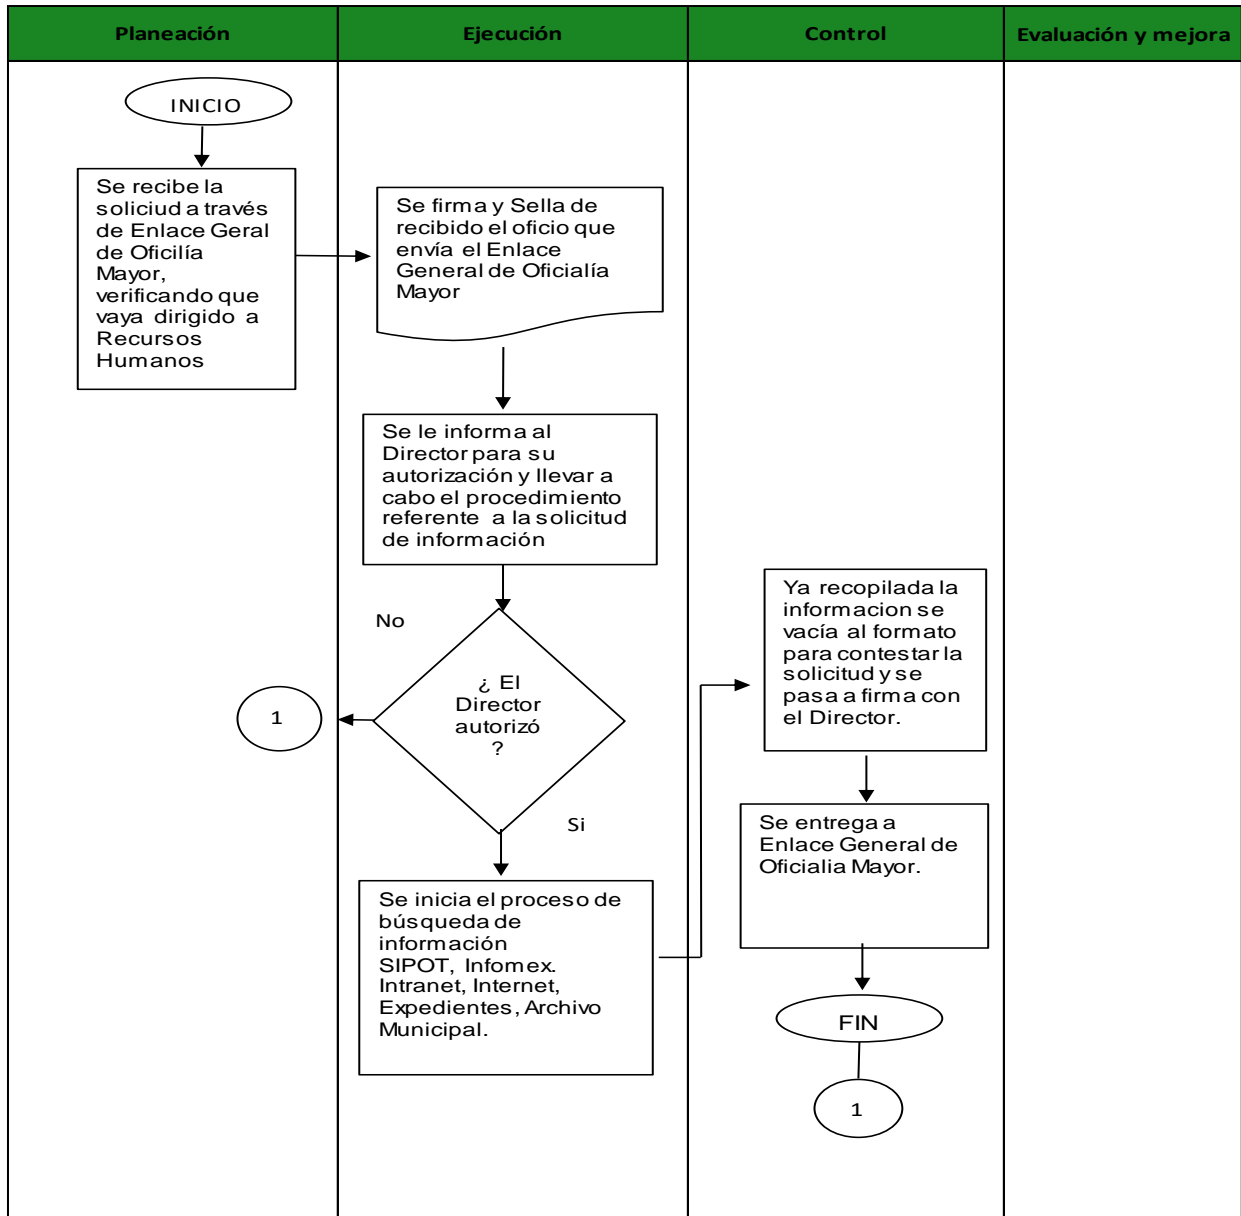 Planeación
Ejecución
Control
Evaluación y mejora
INICIO
Se recibe la
soliciud a través
de Enlace Geral
de Oficilía
Mayor,
verificando que
vaya dirigido a
Recursos
Humanos
Se firma y Sella de
recibido el oficio que
envía el Enlace
General de Oficialía
Mayor
Se le informa al
Director para su
autorización y llevar a
cabo el procedimiento
referente a la solicitud
de información
No
¿ El
Director
autorizó
?
1
Si
Se inicia el proceso de
búsqueda de
información
SIPOT, Infomex.
Intranet, Internet,
Expedientes, Archivo
Municipal.
Ya recopilada la
informacion se
vacía al formato
para contestar la
solicitud y se
pasa a firma con
el Director.
Se entrega a
Enlace General de
Oficialia Mayor.
FIN
1